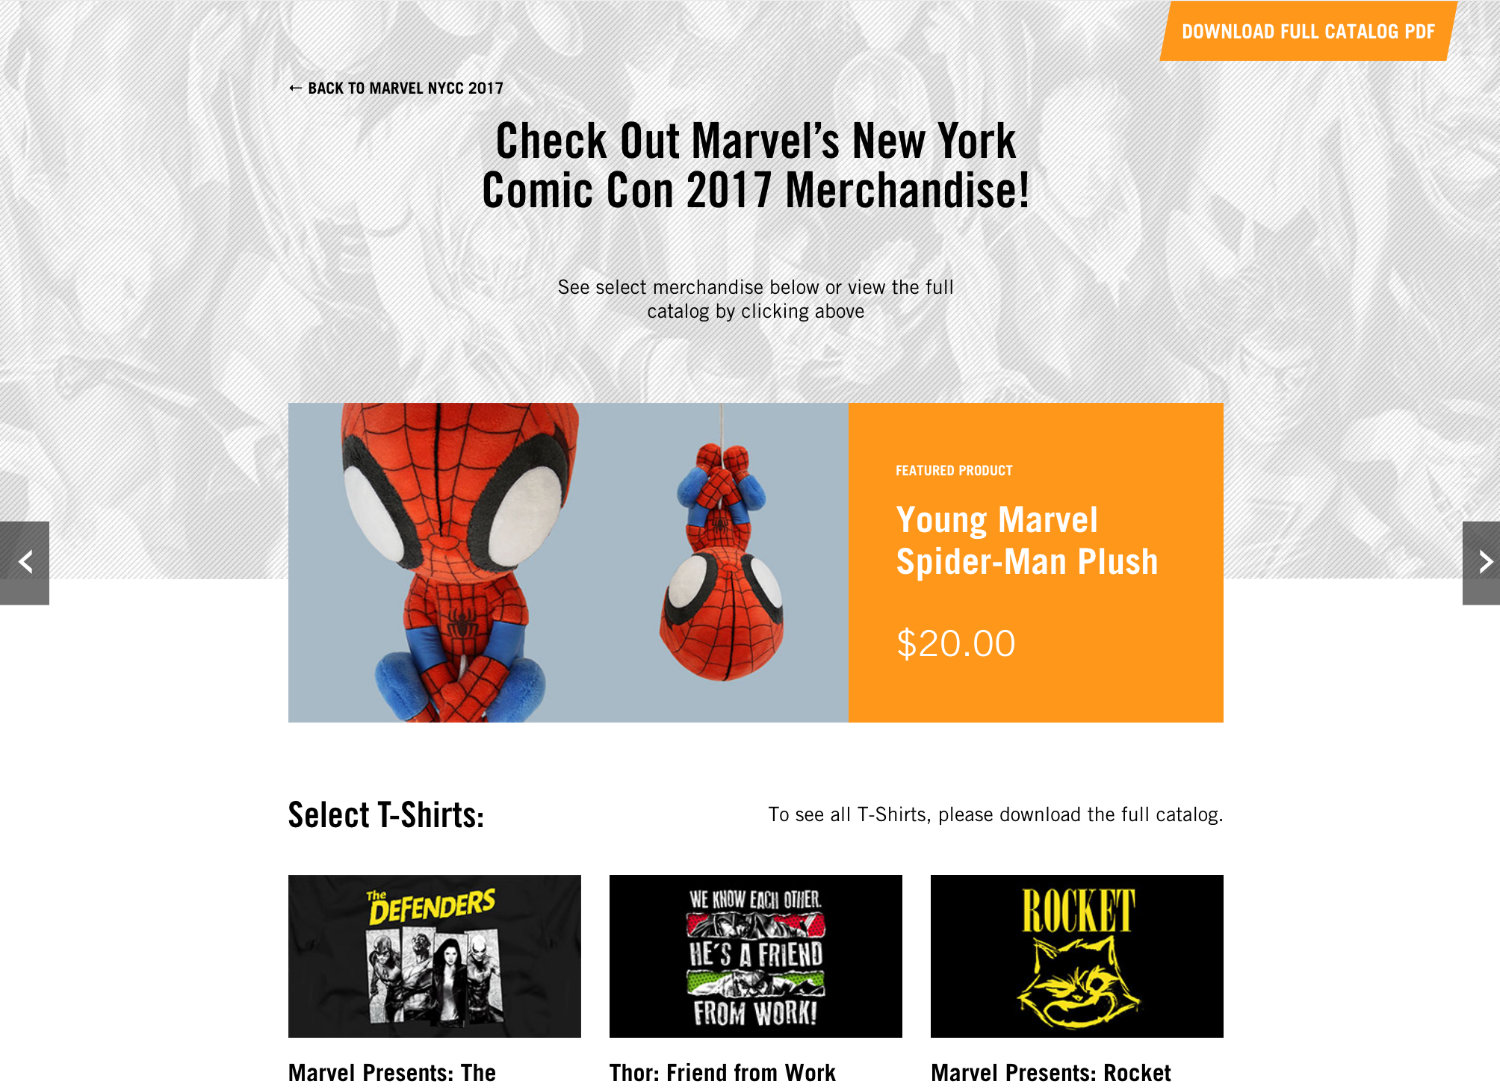 DOWNLOAD FULL CATALOG PDF
← BACK TO MARVEL NYCC 2017
Check Out Marvel’s New York
Comic Con 2017 Merchandise!
See select merchandise below or view the full
catalog by clicking above
FEATURED PRODUCT
Young Marvel
Spider-Man Plush
$20.00
Select T-Shirts:
To see all T-Shirts, please download the full catalog.
The
DEFENDERS
WE KNOW EACH OTHER.
HE'S A FRIEND
FROM WORK!
ROCKET
Marvel Presents: The
Thor: Friend from Work
Marvel Presents: Rocket